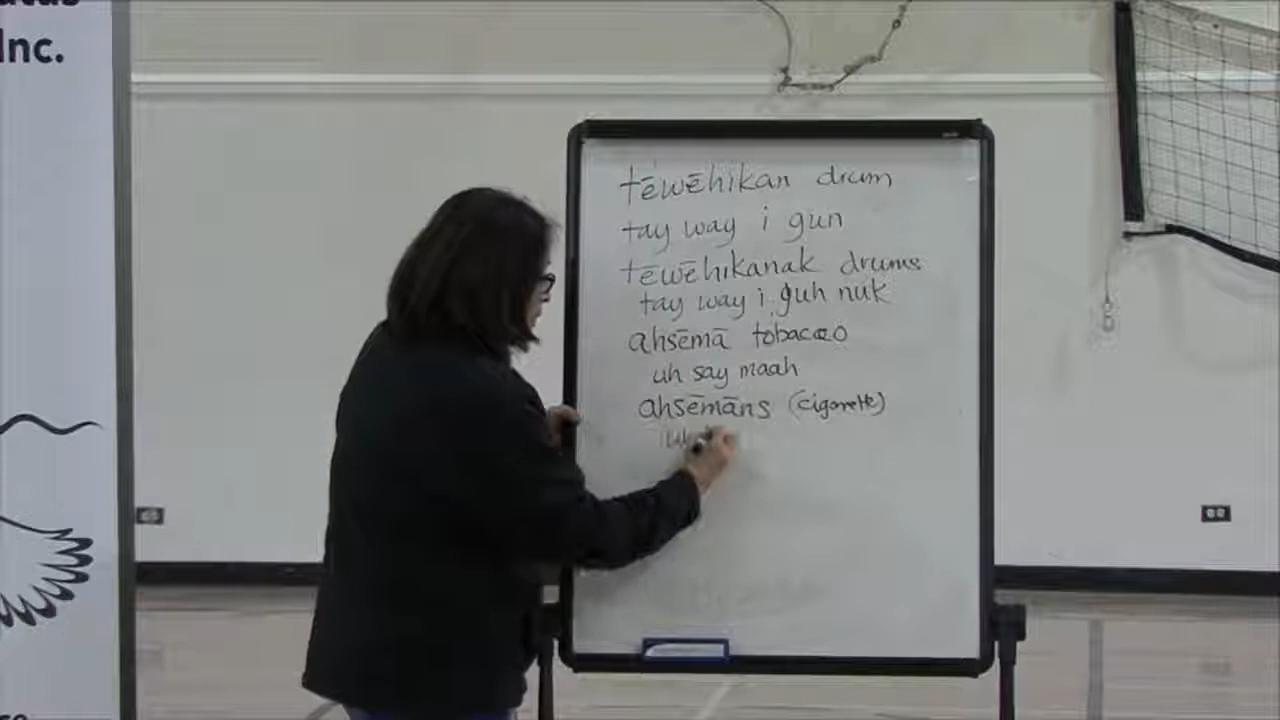 Inc.
tēwēhikan drum
tay way i gun
tēwēhikanak drums
tay way i guh nuk
ahsēmā tobacco
uh say maah
ahsēmāns (cigarette)
uh